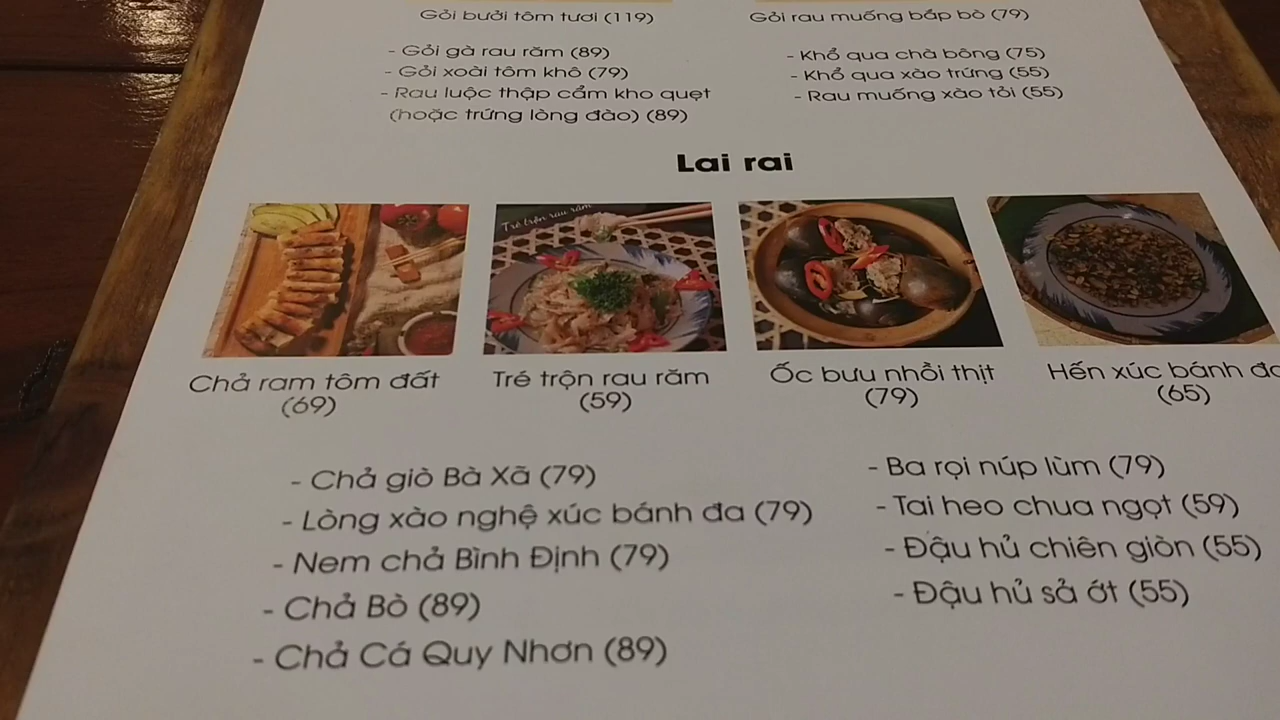 Gỏi bưởi tôm tươi (119)
Gỏi rau muống bắp bò (79)
- Gỏi gà rau răm (89)
- Gỏi xoài tôm khô (79)
- Rau luộc thập cẩm kho quẹt
(hoặc trứng lòng đào) (89)
- Khổ qua chà bông (75)
- Khổ qua xào trứng (55)
- Rau muống xào tỏi (55)
Lai rai
Tré trộn rau răm
Chả ram tôm đất
(69)
Tré trộn rau răm
(59)
Ốc bưu nhồi thịt
(79)
Hến xúc bánh đa
(65)
- Chả giò Bà Xã (79)
- Lòng xào nghệ xúc bánh đa (79)
- Nem chả Bình Định (79)
- Chả Bò (89)
- Chả Cá Quy Nhơn (89)
- Ba rọi núp lùm (79)
- Tai heo chua ngọt (59)
- Đậu hủ chiên giòn (55)
- Đậu hủ sả ớt (55)